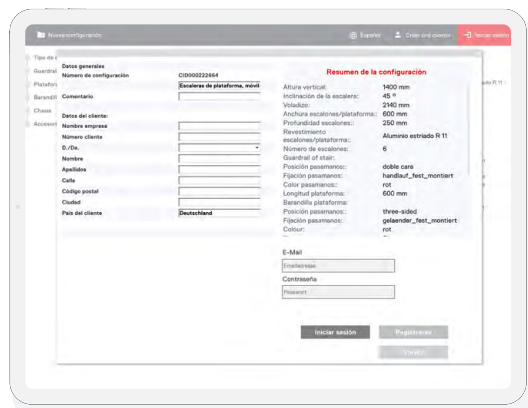 Nueva configuración
Español
Crear una cuenta
Iniciar sesión
Tipo de
Guardral
Platafor
Barandil
Chasis
Accesor
Datos generales
Número de configuración CID000222664
Escaleras de plataforma, móvil
Comentario
Datos del cliente:
Nombre empresa
Número cliente
D./Da.
Nombre
Apellidos
Calle
Código postal
Ciudad
País del cliente Deutschland
Resumen de la configuración
Altura vertical: 1400 mm
Inclinación de la escalera: 45 º
Voladizo: 2140 mm
Anchura escalones/plataforma:: 600 mm
Profundidad escalones:: 250 mm
Revestimiento
escalones/plataforma:: Aluminio estriado R 11
Número de escalones: 6
Guardral of stair:
Posición pasamanos:: doble cara
Fijación pasamanos: handlauf_fest_montiert
Color pasamanos:: rot
Longitud plataforma: 600 mm
Barandilla plataforma:
Posición pasamanos:: three-sided
Fijación pasamanos: gelaender_fest_montiert
Colour: rot
E-Mail
Emailadresse
Contraseña
Passwort
Iniciar sesión
Registrarse